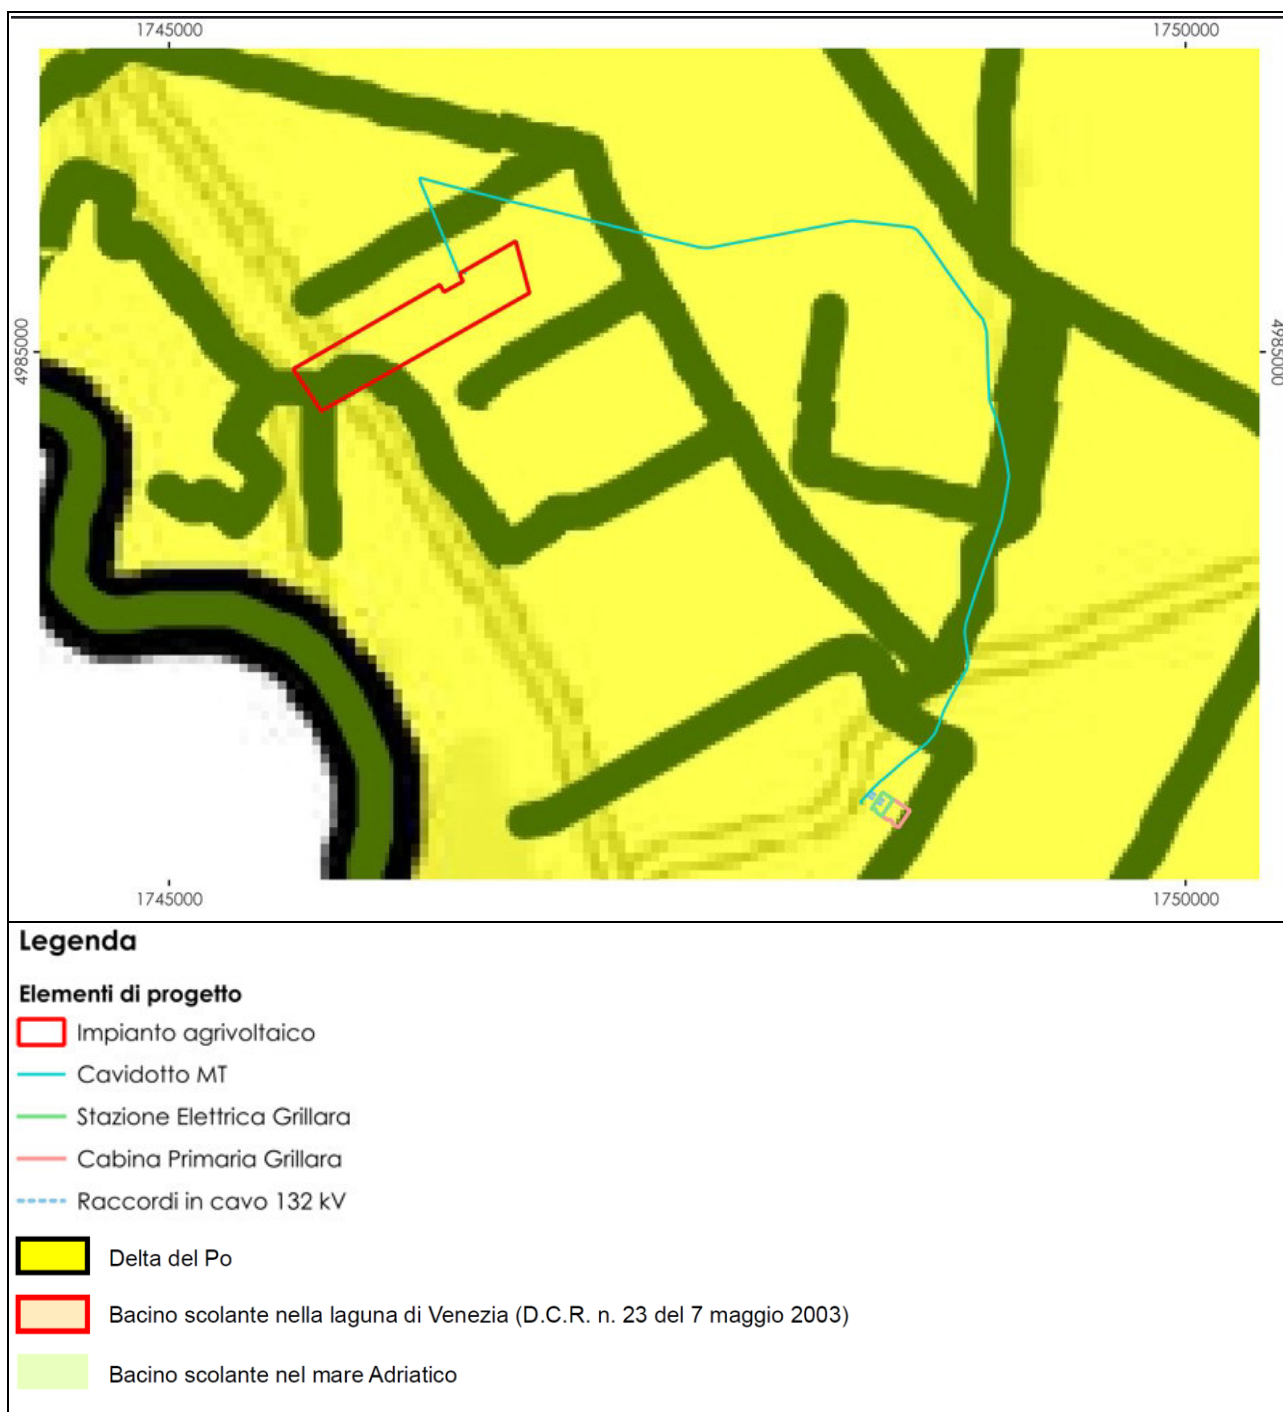 1745000
1750000
4985000
4985000
1745000
1750000
Legenda
Elementi di progetto
Impianto agrivoltaico
Cavidotto MT
Stazione Elettrica Grillara
Cabina Primaria Grillara
Raccordi in cavo 132 kV
Delta del Po
Bacino scolante nella laguna di Venezia (D.C.R. n. 23 del 7 maggio 2003)
Bacino scolante nel mare Adriatico